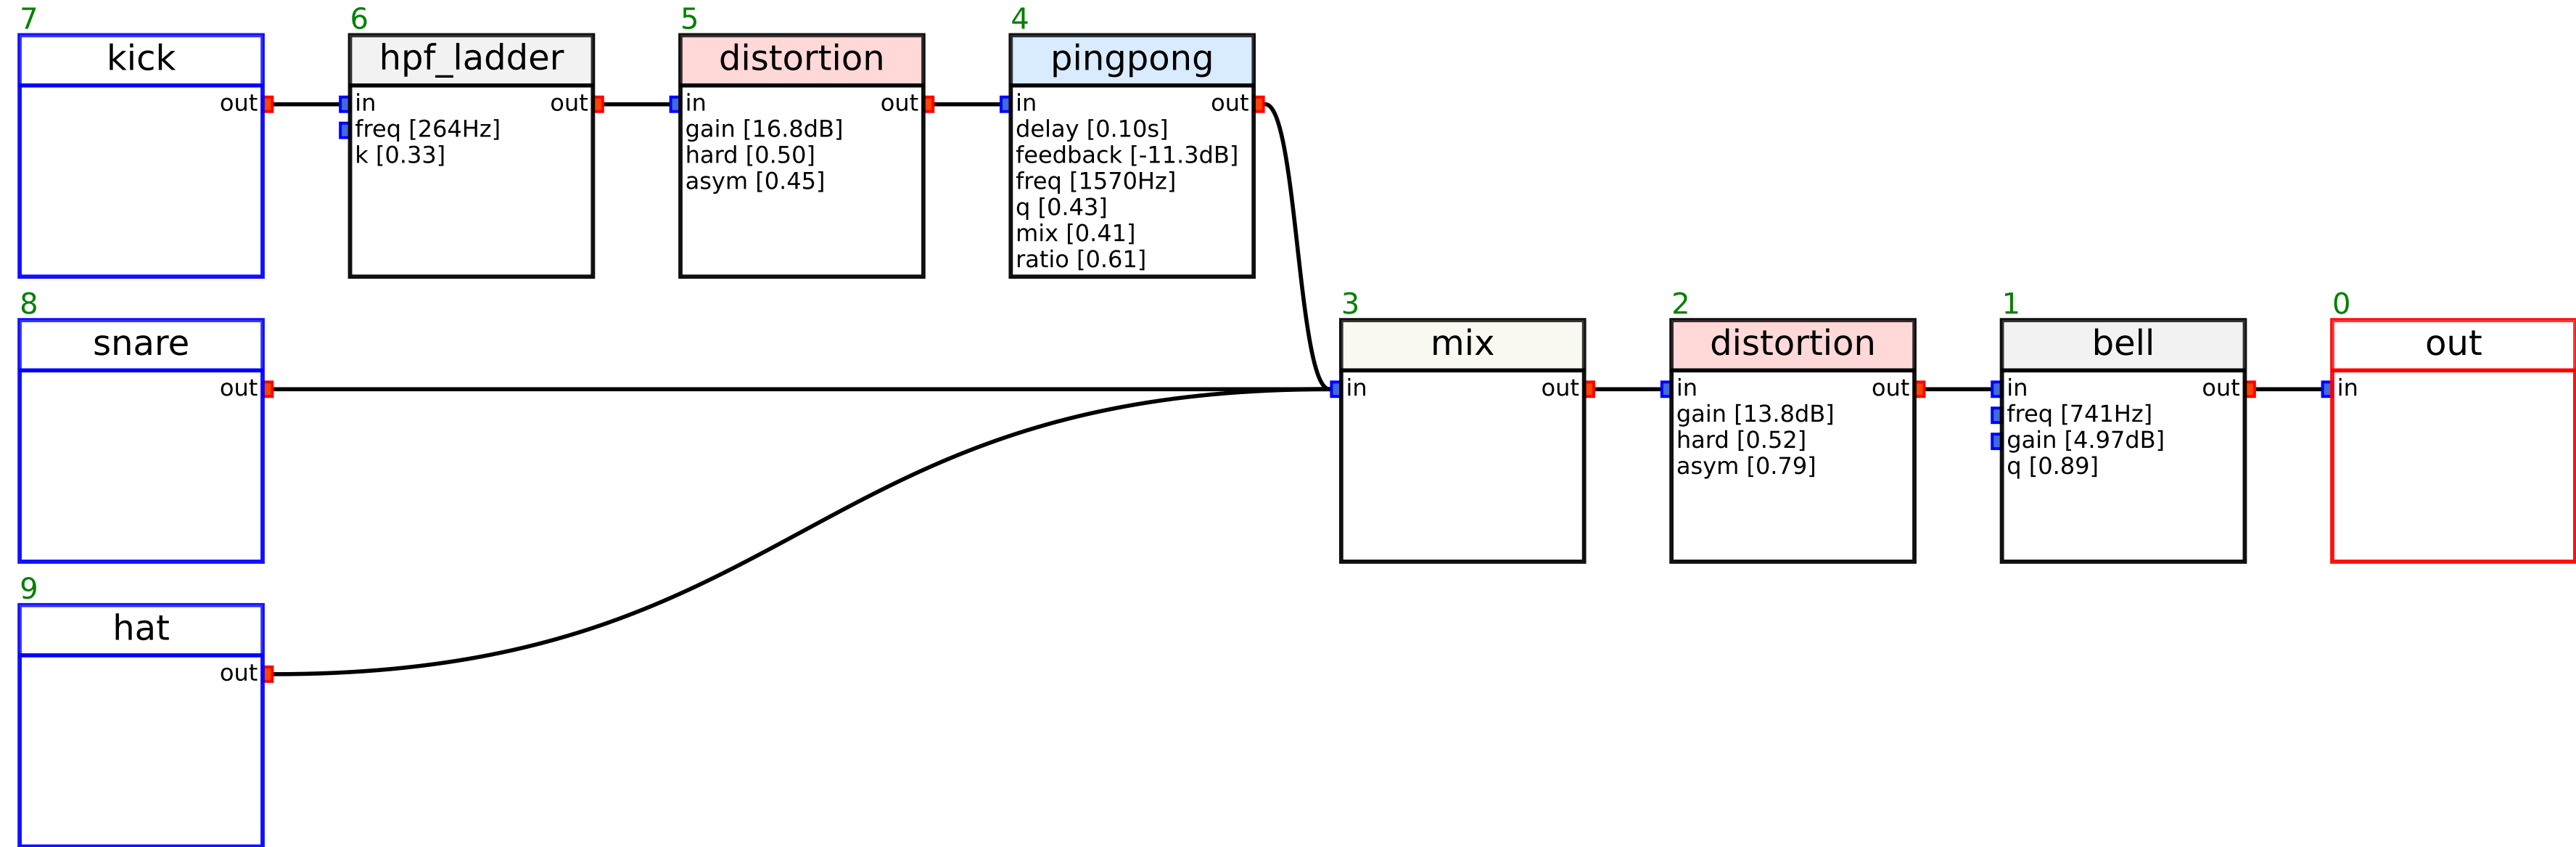 7
kick
out
6
hpf_ladder
in out
freq [264Hz]
k [0.33]
5
distortion
in out
gain [16.8dB]
hard [0.50]
asym [0.45]
4
pingpong
in out
delay [0.10s]
feedback [-11.3dB]
freq [1570Hz]
q [0.43]
mix [0.41]
ratio [0.61]
8
snare
out
3
mix
in out
2
distortion
in out
gain [13.8dB]
hard [0.52]
asym [0.79]
1
bell
in out
freq [741Hz]
gain [4.97dB]
q [0.89]
0
out
in
9
hat
out